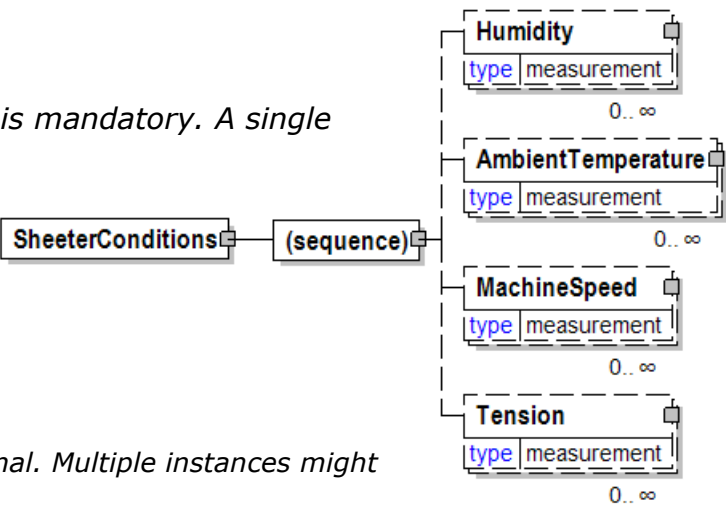 Humidity
type measurement
0.. ∞
is mandatory. A single
AmbientTemperature
type measurement
0.. ∞
SheeterConditions
(sequence)
MachineSpeed
type measurement
0.. ∞
Tension
type measurement
nal. Multiple instances might
0.. ∞